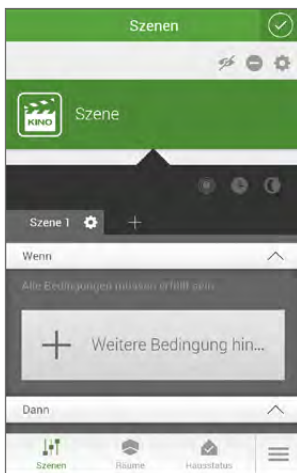 Szenen
KINO
Szene
Szene 1
Wenn
Alle Bedingungen müssen erfüllt sein
Weitere Bedingung hin...
Dann
Szenen
Räume
Hausstatus